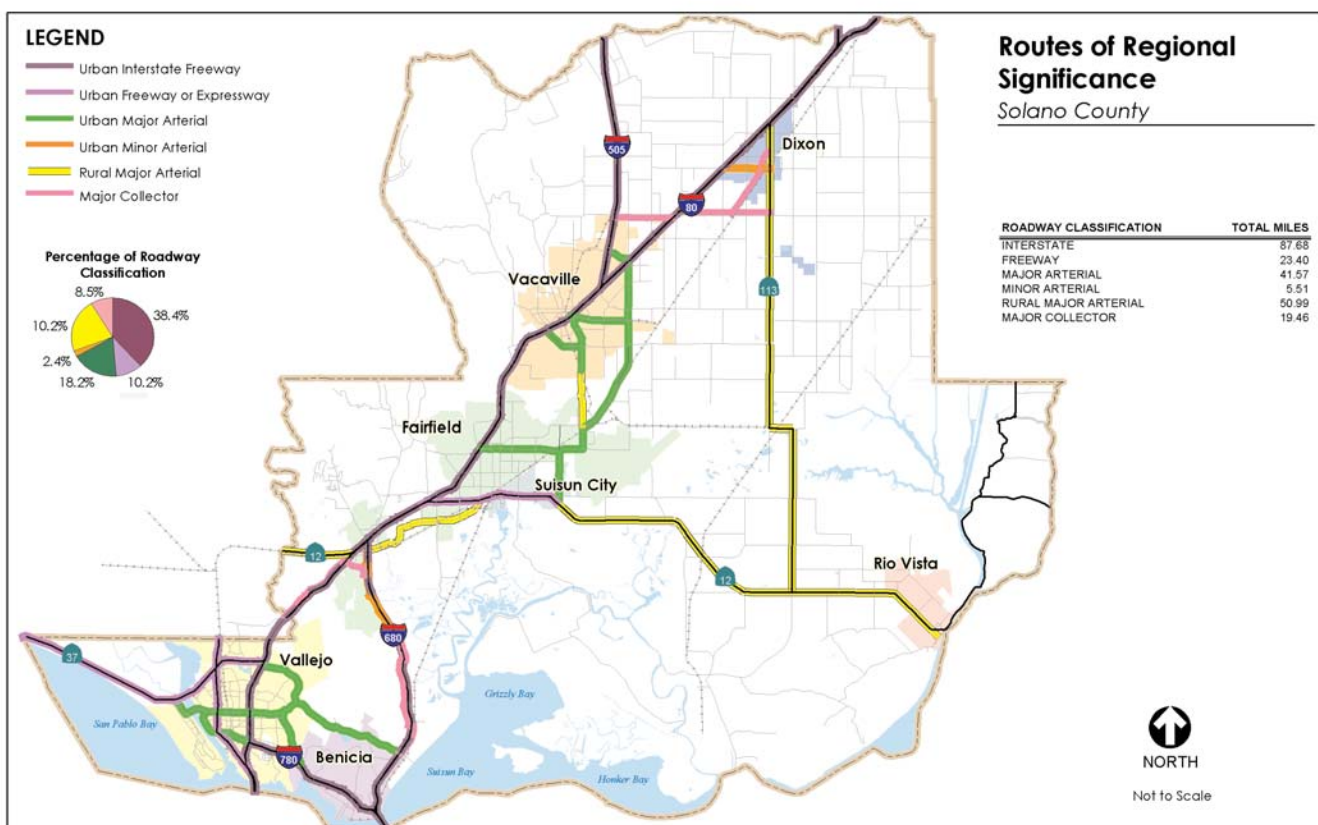 LEGEND
Urban Interstate Freeway
Urban Freeway or Expressway
Urban Major Arterial
Urban Minor Arterial
Rural Major Arterial
Major Collector
Percentage of Roadway
Classification
8.5%
38.4%
10.2%
2.4%
18.2%
10.2%
Routes of Regional
Significance
Solano County
ROADWAY CLASSIFICATION TOTAL MILES
INTERSTATE 87.68
FREEWAY 23.40
MAJOR ARTERIAL 41.57
MINOR ARTERIAL 5.51
RURAL MAJOR ARTERIAL 50.99
MAJOR COLLECTOR 19.46
505
Dixon
80
Vacaville
113
Fairfield
Suisun City
12
Rio Vista
12
680
37
Vallejo
Grizzly Bay
San Pablo Bay
780
Benicia
Suisun Bay
Honker Bay
NORTH
Not to Scale